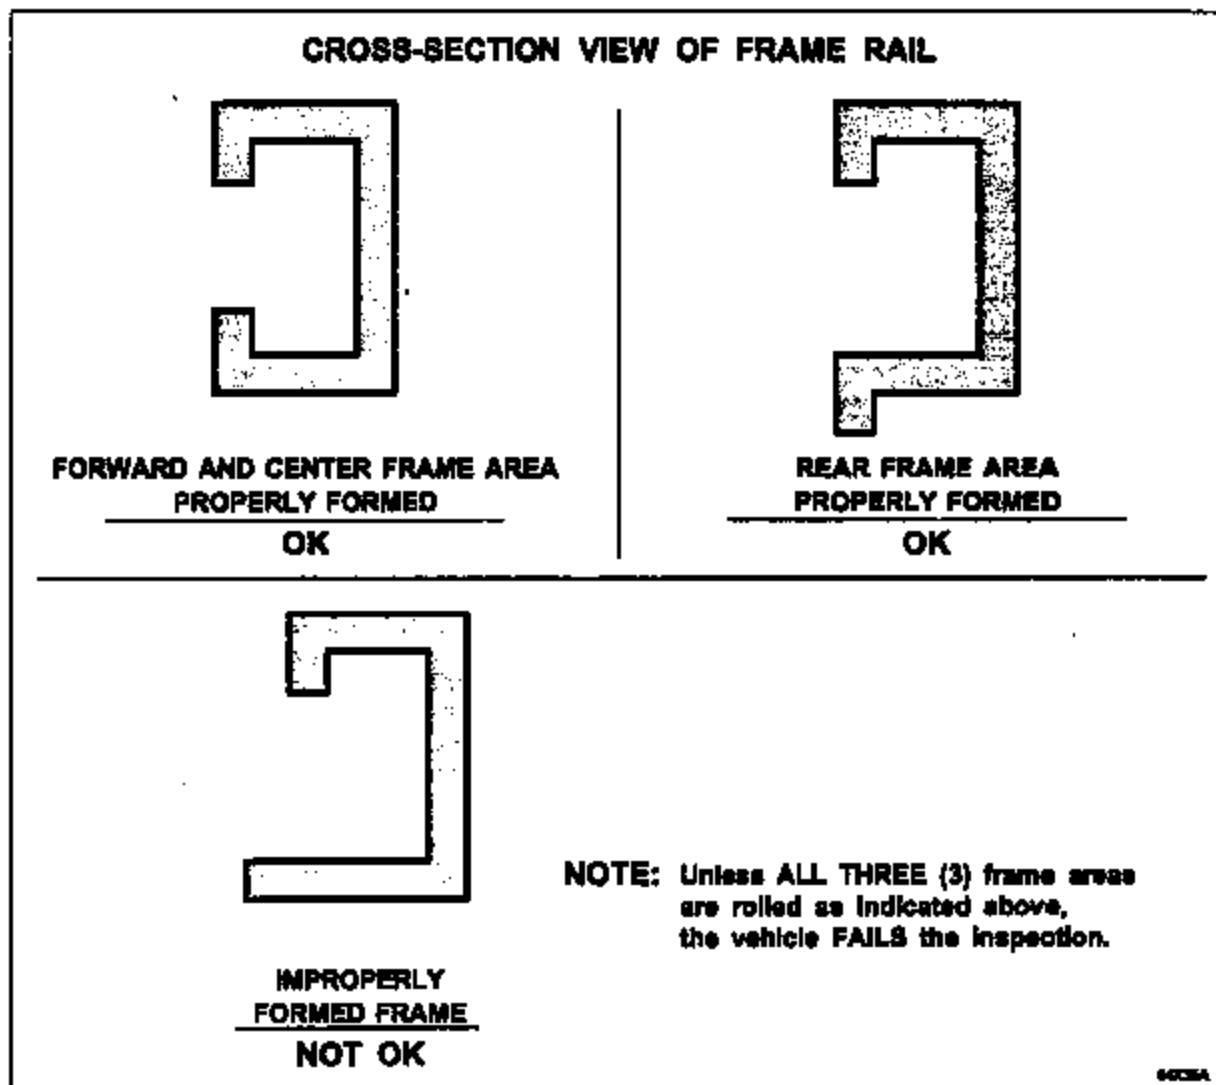 CROSS-SECTION VIEW OF FRAME RAIL
FORWARD AND CENTER FRAME AREA
PROPERLY FORMED
OK
REAR FRAME AREA
PROPERLY FORMED
OK
NOTE: Unless ALL THREE (3) frame areas
are rolled as indicated above,
the vehicle FAILS the inspection.
IMPROPERLY
FORMED FRAME
NOT OK